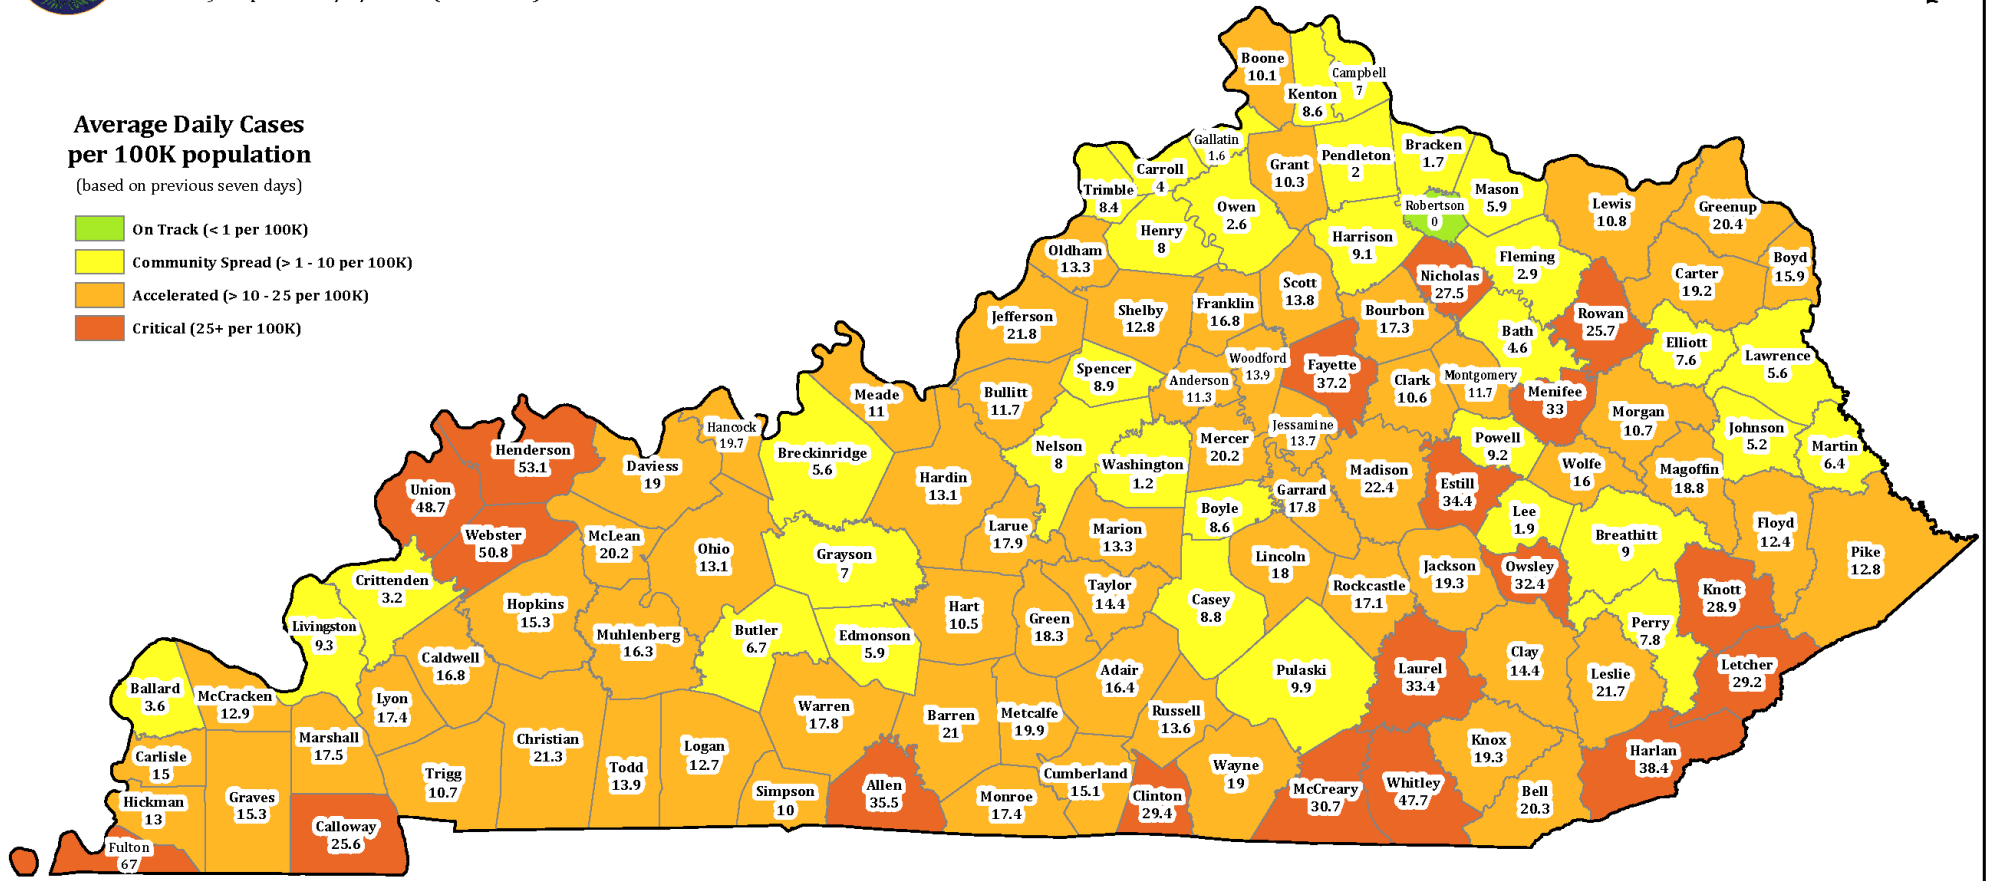 Average Daily Cases
per 100K population
(based on previous seven days)
On Track (< 1 per 100K)
Community Spread (> 1 - 10 per 100K)
Accelerated (> 10 - 25 per 100K)
Critical (25+ per 100K)
Boone
10.1
Kenton
8.6
Campbell
7
Gallatin
1.6
Grant
10.3
Pendleton
2
Bracken
1.7
Carroll
4
Trimble
8.4
Owen
2.6
Robertson
0
Mason
5.9
Lewis
10.8
Greenup
20.4
Henry
8
Oldham
13.3
Harrison
9.1
Nicholas
27.5
Fleming
2.9
Carter
19.2
Boyd
15.9
Jefferson
21.8
Shelby
12.8
Franklin
16.8
Scott
13.8
Bourbon
17.3
Bath
4.6
Rowan
25.7
Elliott
7.6
Lawrence
5.6
Meade
11
Bullitt
11.7
Spencer
8.9
Anderson
11.3
Woodford
13.9
Fayette
37.2
Clark
10.6
Montgomery
11.7
Menifee
33
Morgan
10.7
Johnson
5.2
Martin
6.4
Henderson
53.1
Union
48.7
Webster
50.8
Daviess
19
Hancock
19.7
Breckinridge
5.6
Hardin
13.1
Nelson
8
Washington
1.2
Mercer
20.2
Jessamine
13.7
Madison
22.4
Powell
9.2
Estill
34.4
Wolfe
16
Magoffin
18.8
Floyd
12.4
Pike
12.8
McLean
20.2
Ohio
13.1
Grayson
7
Larue
17.9
Marion
13.3
Boyle
8.6
Garrard
17.8
Lincoln
18
Lee
1.9
Breathitt
9
Owsley
32.4
Jackson
19.3
Rockcastle
17.1
Knott
28.9
Perry
7.8
Crittenden
3.2
Livingston
9.3
Hopkins
15.3
Muhlenberg
16.3
Butler
6.7
Edmonson
5.9
Hart
10.5
Green
18.3
Taylor
14.4
Casey
8.8
Pulaski
9.9
Laurel
33.4
Clay
14.4
Leslie
21.7
Letcher
29.2
Ballard
3.6
McCracken
12.9
Caldwell
16.8
Lyon
17.4
Marshall
17.5
Adair
16.4
Russell
13.6
Warren
17.8
Barren
21
Metcalfe
19.9
Carlisle
15
Hickman
13
Graves
15.3
Fulton
67
Calloway
25.6
Trigg
10.7
Christian
21.3
Todd
13.9
Logan
12.7
Simpson
10
Allen
35.5
Monroe
17.4
Cumberland
15.1
Clinton
29.4
Wayne
19
McCreary
30.7
Whitley
47.7
Knox
19.3
Bell
20.3
Harlan
38.4